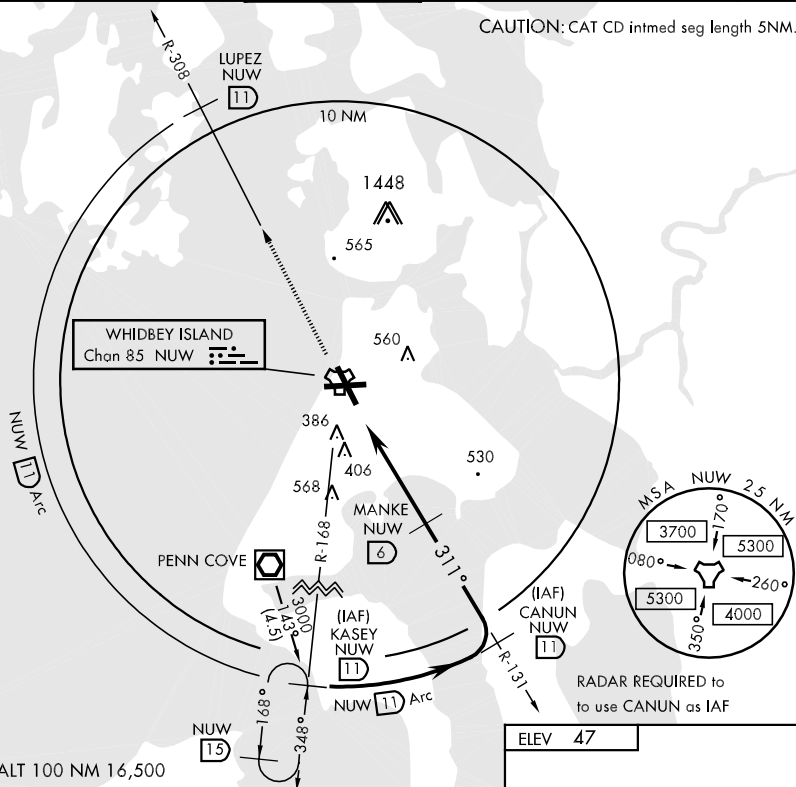 CAUTION: CAT CD intmed seg length 5NM.
R-308
LUPEZ
NUW
11
10 NM
1448
565
WHIDBEY ISLAND
Chan 85 NUW
560
NUW 11 Arc
386
406
568
530
R-168
MANKE
NUW
6
311°
PENN COVE
3000
143°
(4.5)
(IAF)
KASEY
NUW
11
(IAF)
CANUN
NUW
11
R-131
NUW 11 Arc
168°
348°
NUW
15
MSA NUW 25 NM
170°
3700
5300
080°
260°
5300
4000
350°
RADAR REQUIRED to
to use CANUN as IAF
ELEV 47
ALT 100 NM 16,500